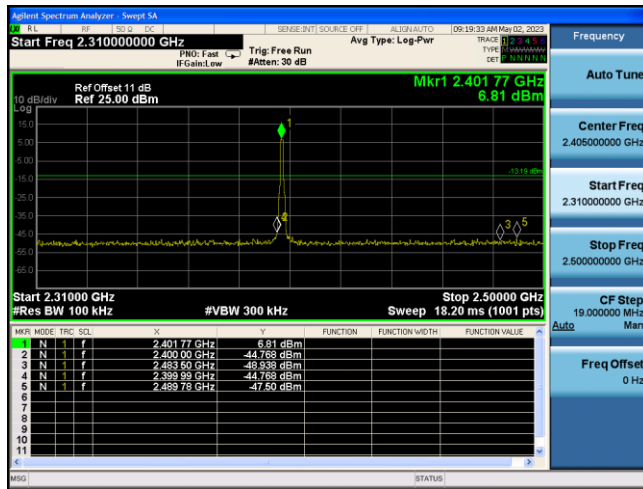 Agilent Spectrum Analyzer - Swept SA
RL RF 50 Ω DC SENSE:INT SOURCE OFF ALIGNAUTO 09:19:33 AM May 02, 2023
Start Freq 2.310000000 GHz
PNO: Fast
IFGain:Low
Trig: Free Run
#Atten: 30 dB
Avg Type: Log-Pwr
TRACE 1 2 3 4 5 6
TYPE M
DET P N N N N N
Mkr1 2.401 77 GHz
6.81 dBm
Ref Offset 11 dB
Ref 25.00 dBm
10 dB/div
Log
15.0
5.00
-5.00
-15.0
-25.0
-35.0
-45.0
-55.0
-65.0
1
-13.19 dBm
3
5
Start 2.31000 GHz
Stop 2.50000 GHz
#Res BW 100 kHz
#VBW 300 kHz
Sweep 18.20 ms (1001 pts)
MKR MODE TRC SCL X Y FUNCTION FUNCTION WIDTH FUNCTION VALUE
1 N 1 f 2.401 77 GHz 6.81 dBm
2 N 1 f 2.400 00 GHz -44.768 dBm
3 N 1 f 2.483 50 GHz -48.938 dBm
4 N 1 f 2.399 99 GHz -44.768 dBm
5 N 1 f 2.489 78 GHz -47.50 dBm
6
7
8
9
10
11
MSG
STATUS
Frequency
Auto Tune
Center Freq
2.405000000 GHz
Start Freq
2.310000000 GHz
Stop Freq
2.500000000 GHz
CF Step
19.000000 MHz
Auto Man
Freq Offset
0 Hz